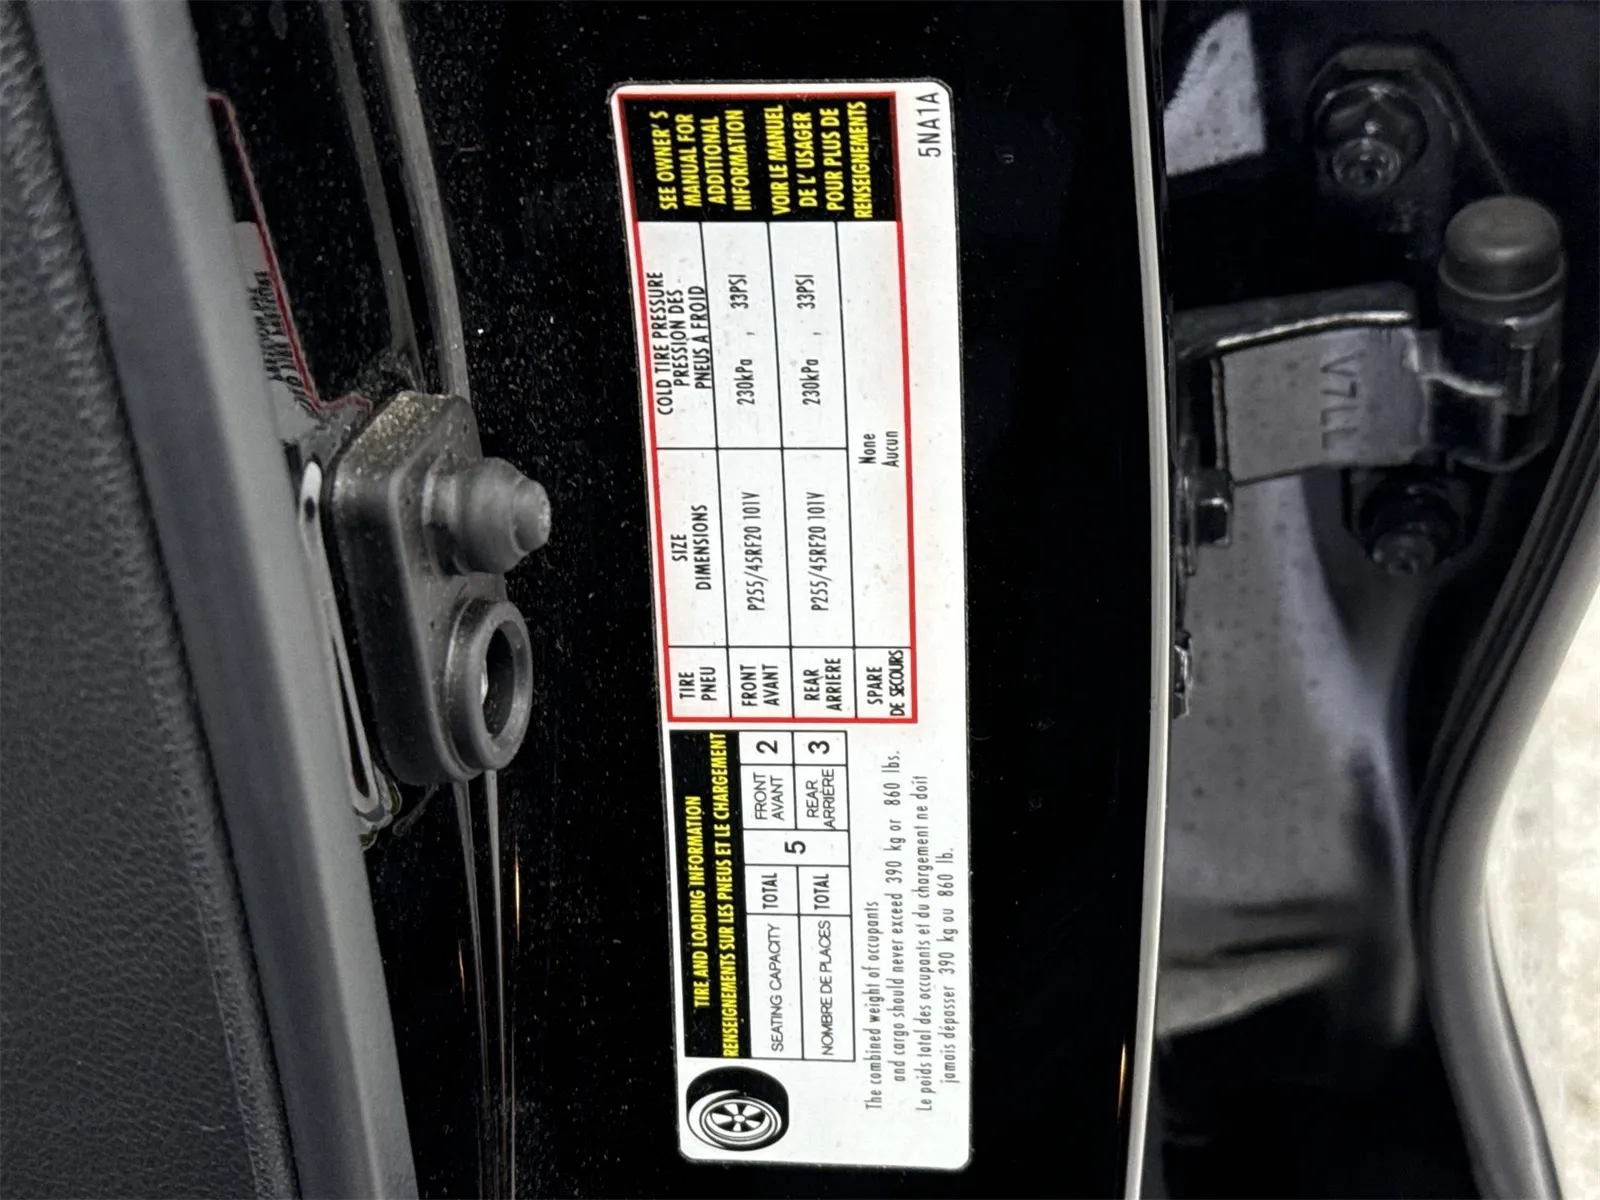 TIRE AND LOADING INFORMATION
RENSEIGNEMENTS SUR LES PNEUS ET LE CHARGEMENT
SEATING CAPACITY TOTAL 5 FRONT AVANT 2
NOMBRE DE PLACES TOTAL REAR ARRIÈRE 3
The combined weight of occupants
and cargo should never exceed 390 kg or 860 lbs.
Le poids total des occupants et du chargement ne doit
jamais dépasser 390 kg ou 860 lb.
TIRE PNEU
SIZE DIMENSIONS
COLD TIRE PRESSURE
PRESSION DES
PNEUS A FROID
FRONT AVANT P255/45RF20 101V 230kPa , 33PSI
REAR ARRIERE P255/45RF20 101V 230kPa , 33PSI
SPARE DE SECOURS None Aucun
SEE OWNER'S
MANUAL FOR
ADDITIONAL
INFORMATION
VOIR LE MANUEL
DE L' USAGER
POUR PLUS DE
RENSEIGNEMENTS
5NA1A
V7LL